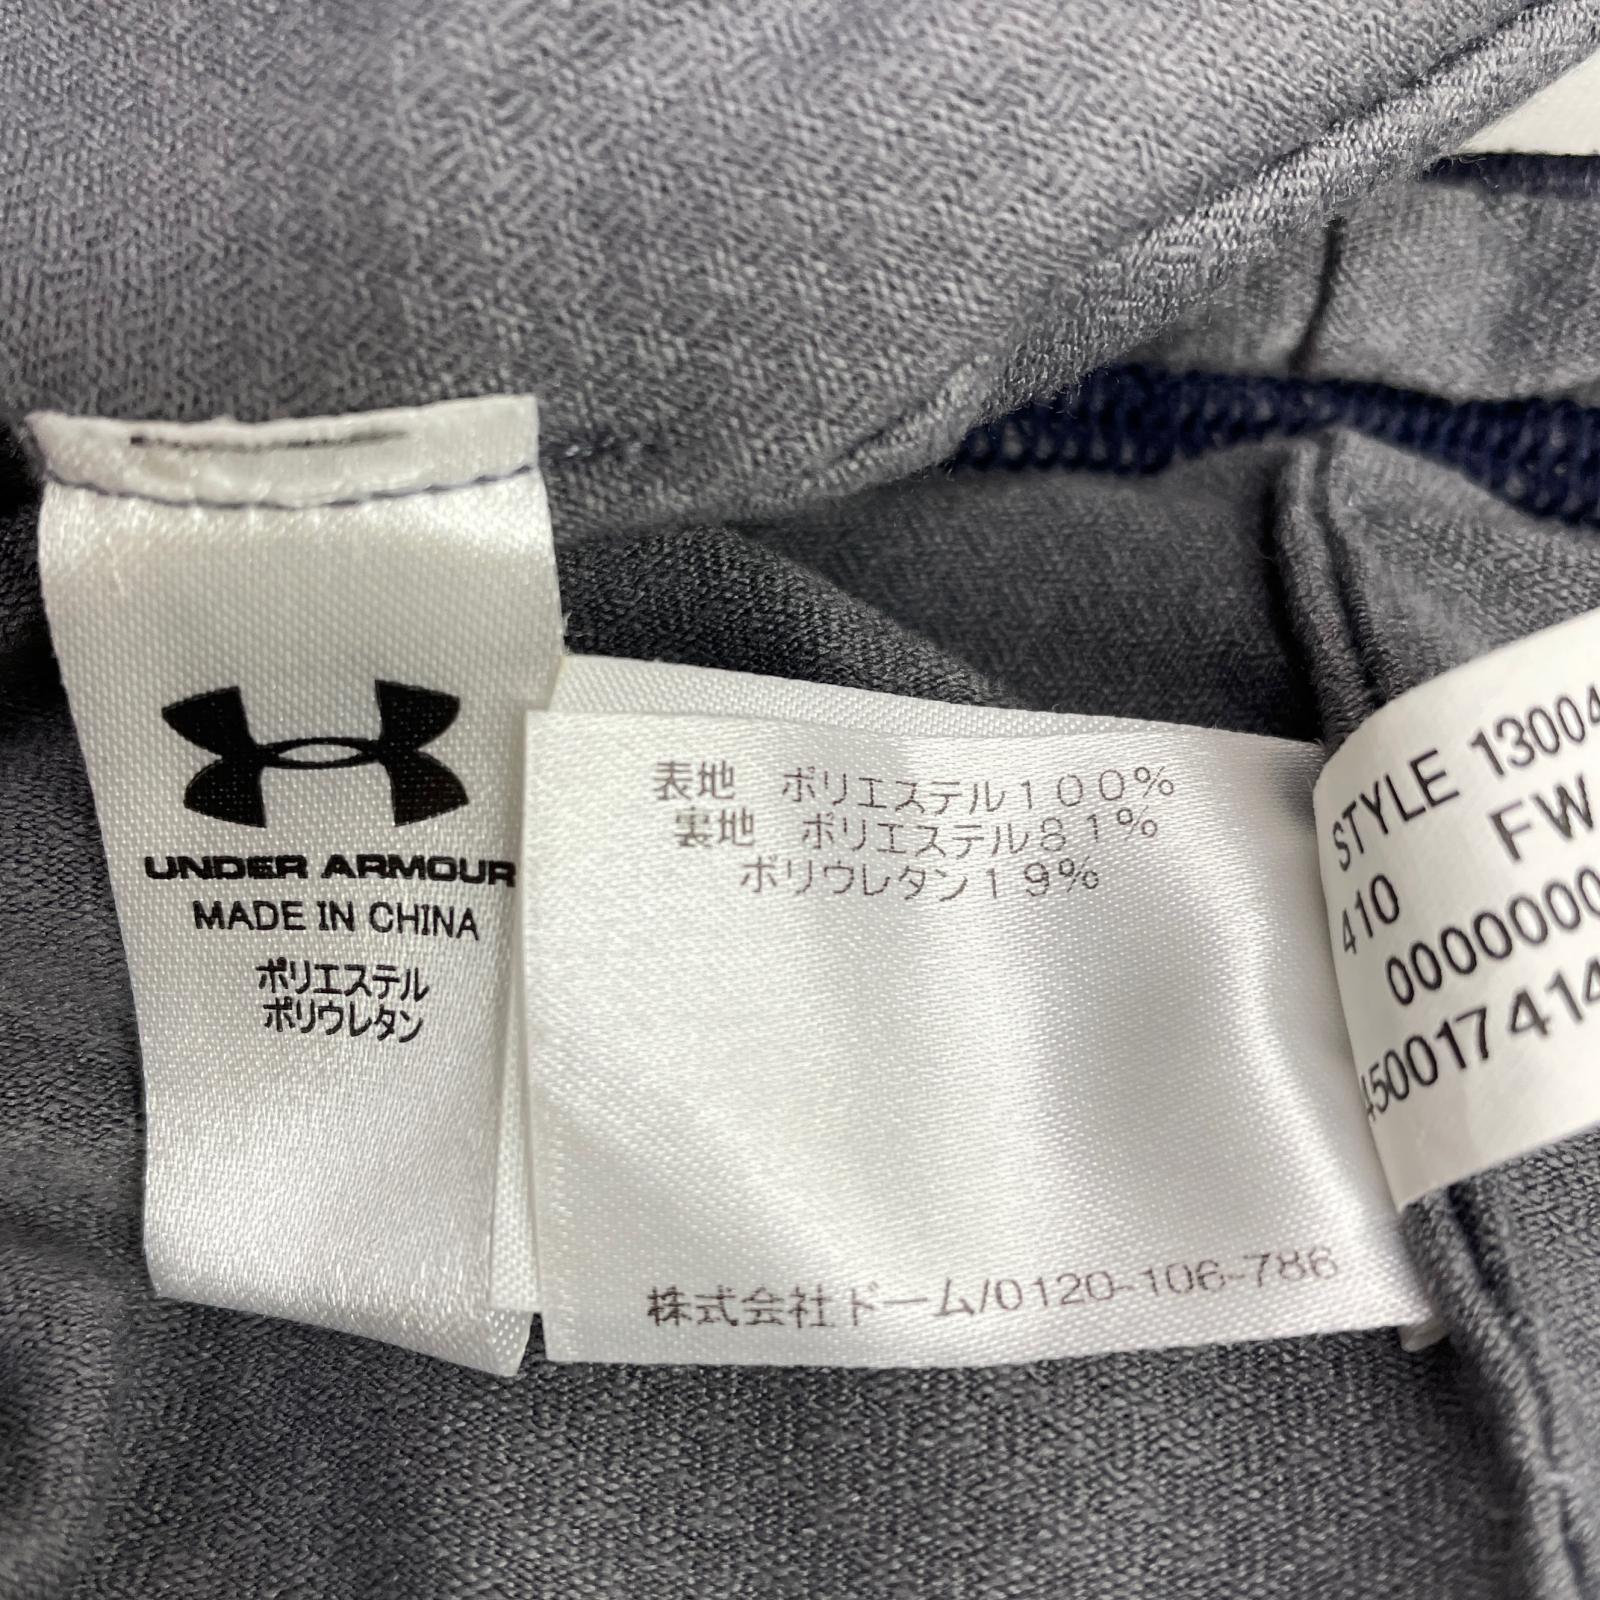 UNDER ARMOUR
MADE IN CHINA
ポリエステル
ポリウレタン
表地 ポリエステル100%
裏地 ポリエステル81%
ポリウレタン19%
株式会社ドーム/0120-106-786
STYLE 13004
410 FW
0000000
450017414